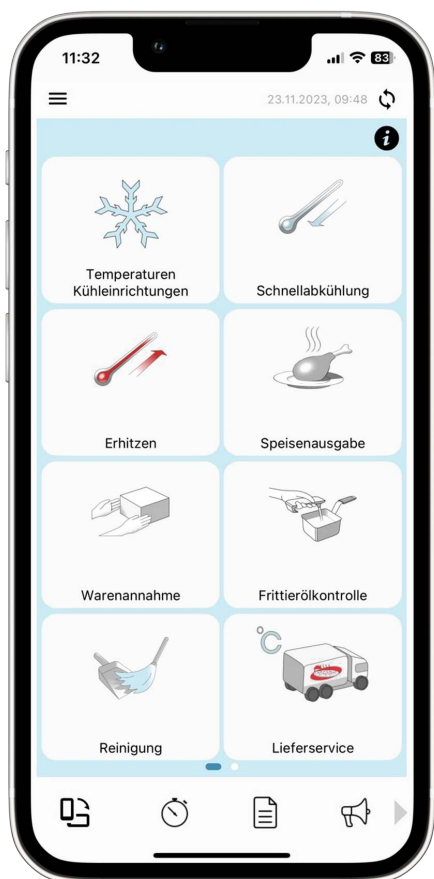 11:32
83
23.11.2023, 09:48
i
Temperaturen
Kühleinrichtungen
Schnellabkühlung
Erhitzen
Speisenausgabe
Warenannahme
Frittierölkontrolle
Reinigung
°C
Lieferservice